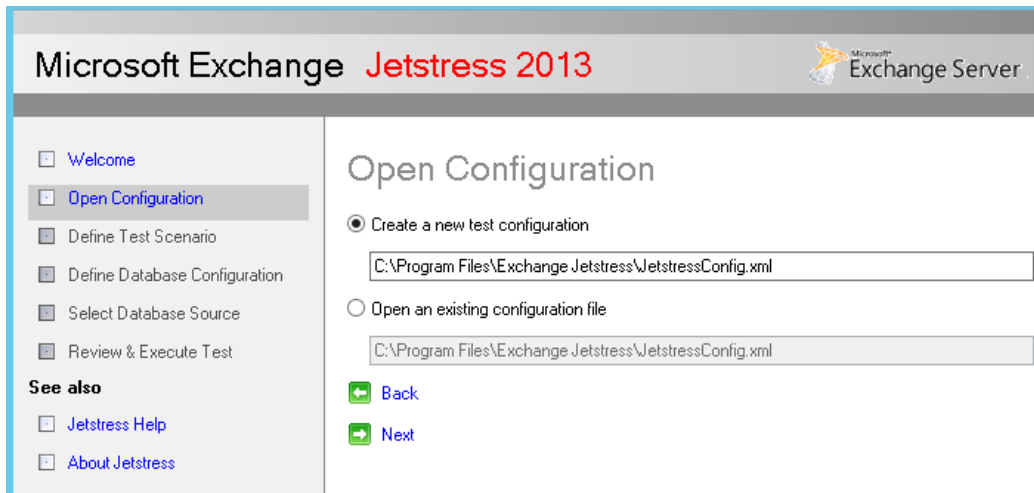 Microsoft Exchange Jetstress 2013
Microsoft
Exchange Server
Welcome
Open Configuration
Define Test Scenario
Define Database Configuration
Select Database Source
Review & Execute Test
See also
Jetstress Help
About Jetstress
Open Configuration
Create a new test configuration
C:\Program Files\Exchange Jetstress\JetstressConfig.xml
Open an existing configuration file
C:\Program Files\Exchange Jetstress\JetstressConfig.xml
Back
Next